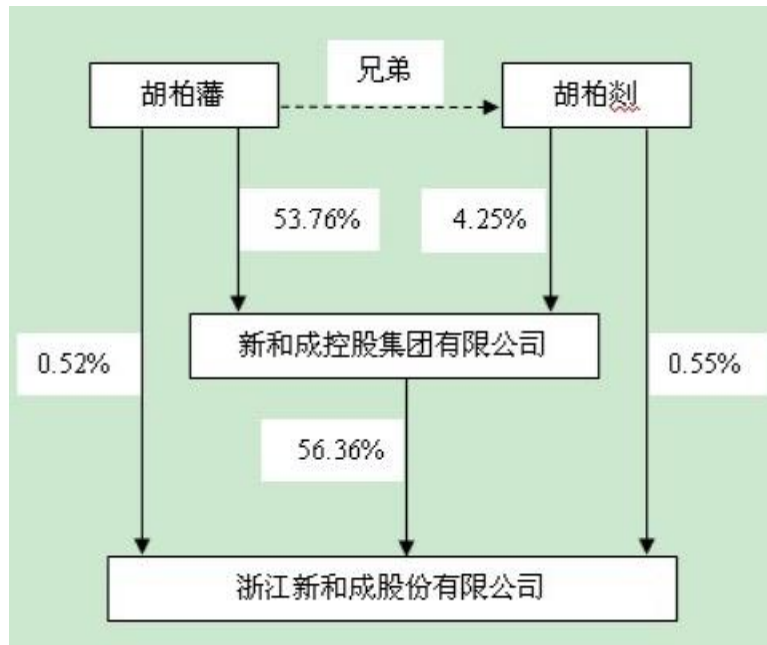 兄弟
胡柏藩
胡柏剡
53.76%
4.25%
新和成控股集团有限公司
0.52%
0.55%
56.36%
浙江新和成股份有限公司